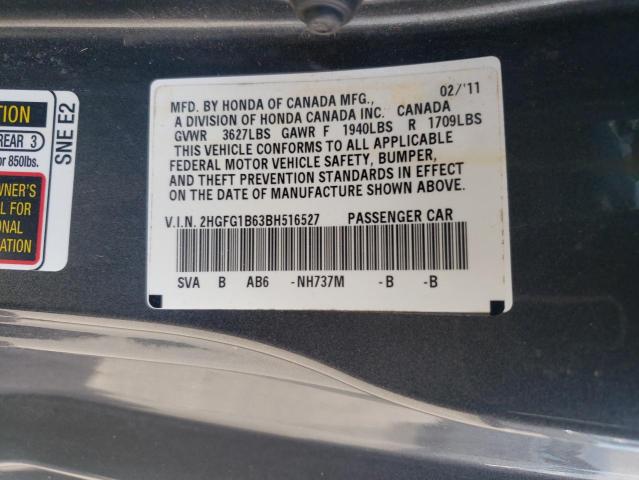 TION
REAR 3
or 850lbs.
WNER'S
L FOR
ONAL
ATION
SNE E2
02/'11
MFD. BY HONDA OF CANADA MFG.,
A DIVISION OF HONDA CANADA INC. CANADA
GVWR 3627LBS GAWR F 1940LBS R 1709LBS
THIS VEHICLE CONFORMS TO ALL APPLICABLE
FEDERAL MOTOR VEHICLE SAFETY, BUMPER,
AND THEFT PREVENTION STANDARDS IN EFFECT
ON THE DATE OF MANUFACTURE SHOWN ABOVE.
V.I.N. 2HGFG1B63BH516527 PASSENGER CAR
SVA B AB6 -NH737M -B -B